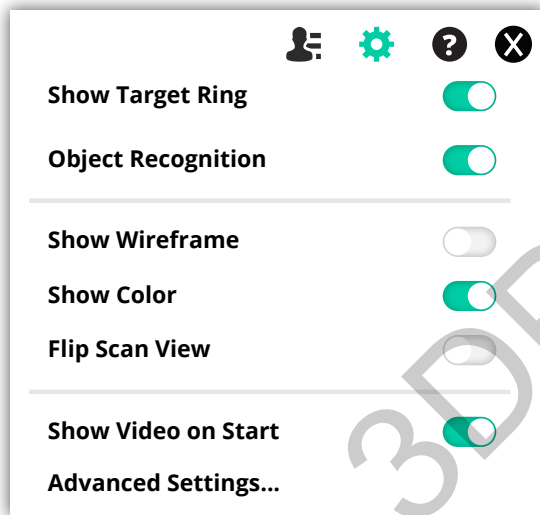 Show Target Ring
Object Recognition
Show Wireframe
Show Color
Flip Scan View
Show Video on Start
Advanced Settings...